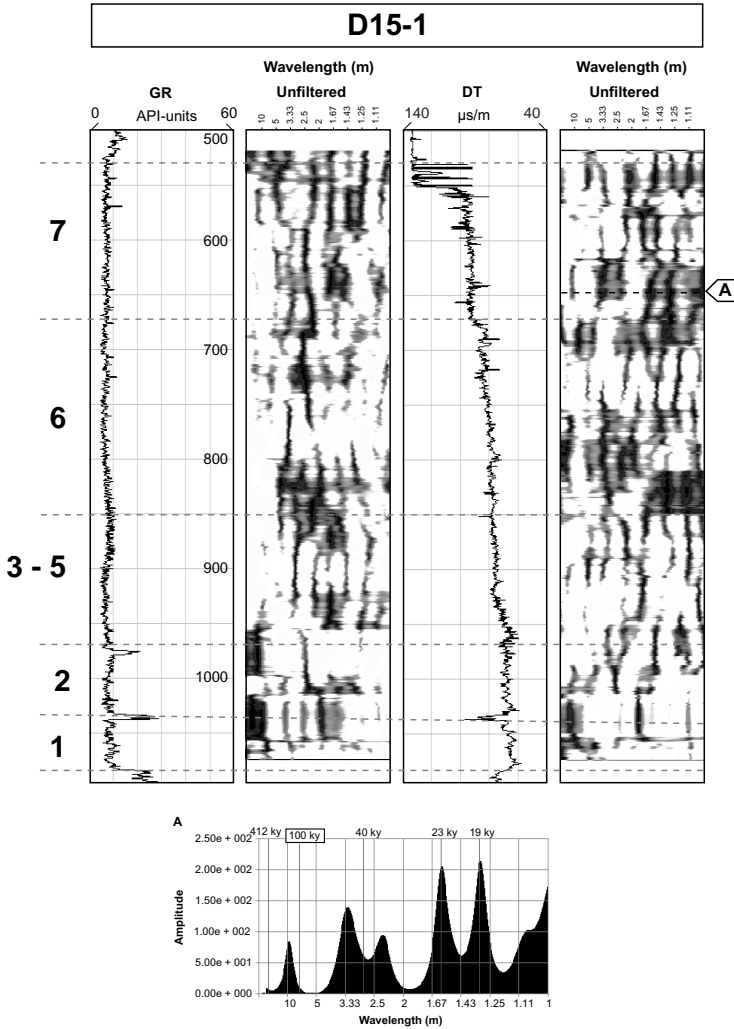 D15-1
Wavelength (m)
Wavelength (m)
GR
Unfiltered
DT
Unfiltered
0 API-units 60
10 5 3.33 2.5 2 1.67 1.43 1.25 1.11
140 µs/m 40
10 5 3.33 2.5 2 1.67 1.43 1.25 1.11
500
7
600
A
700
6
800
3 - 5
900
2
1000
1
A
412 ky 100 ky 40 ky 23 ky 19 ky
2.50e + 002
2.00e + 002
1.50e + 002
1.00e + 002
5.00e + 001
0.00e + 000
Amplitude
10 5 3.33 2.5 2 1.67 1.43 1.25 1.11 1
Wavelength (m)